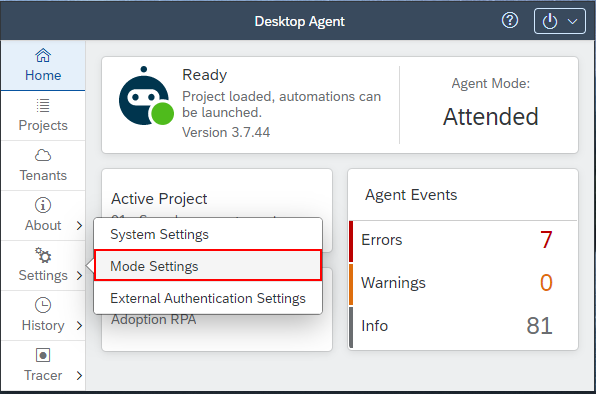 Desktop Agent
Home
Projects
Tenants
About
Settings
History
Tracer
Ready
Project loaded, automations can
be launched.
Version 3.7.44
Agent Mode:
Attended
Active Project
System Settings
Mode Settings
External Authentication Settings
Adoption RPA
Agent Events
Errors 7
Warnings 0
Info 81